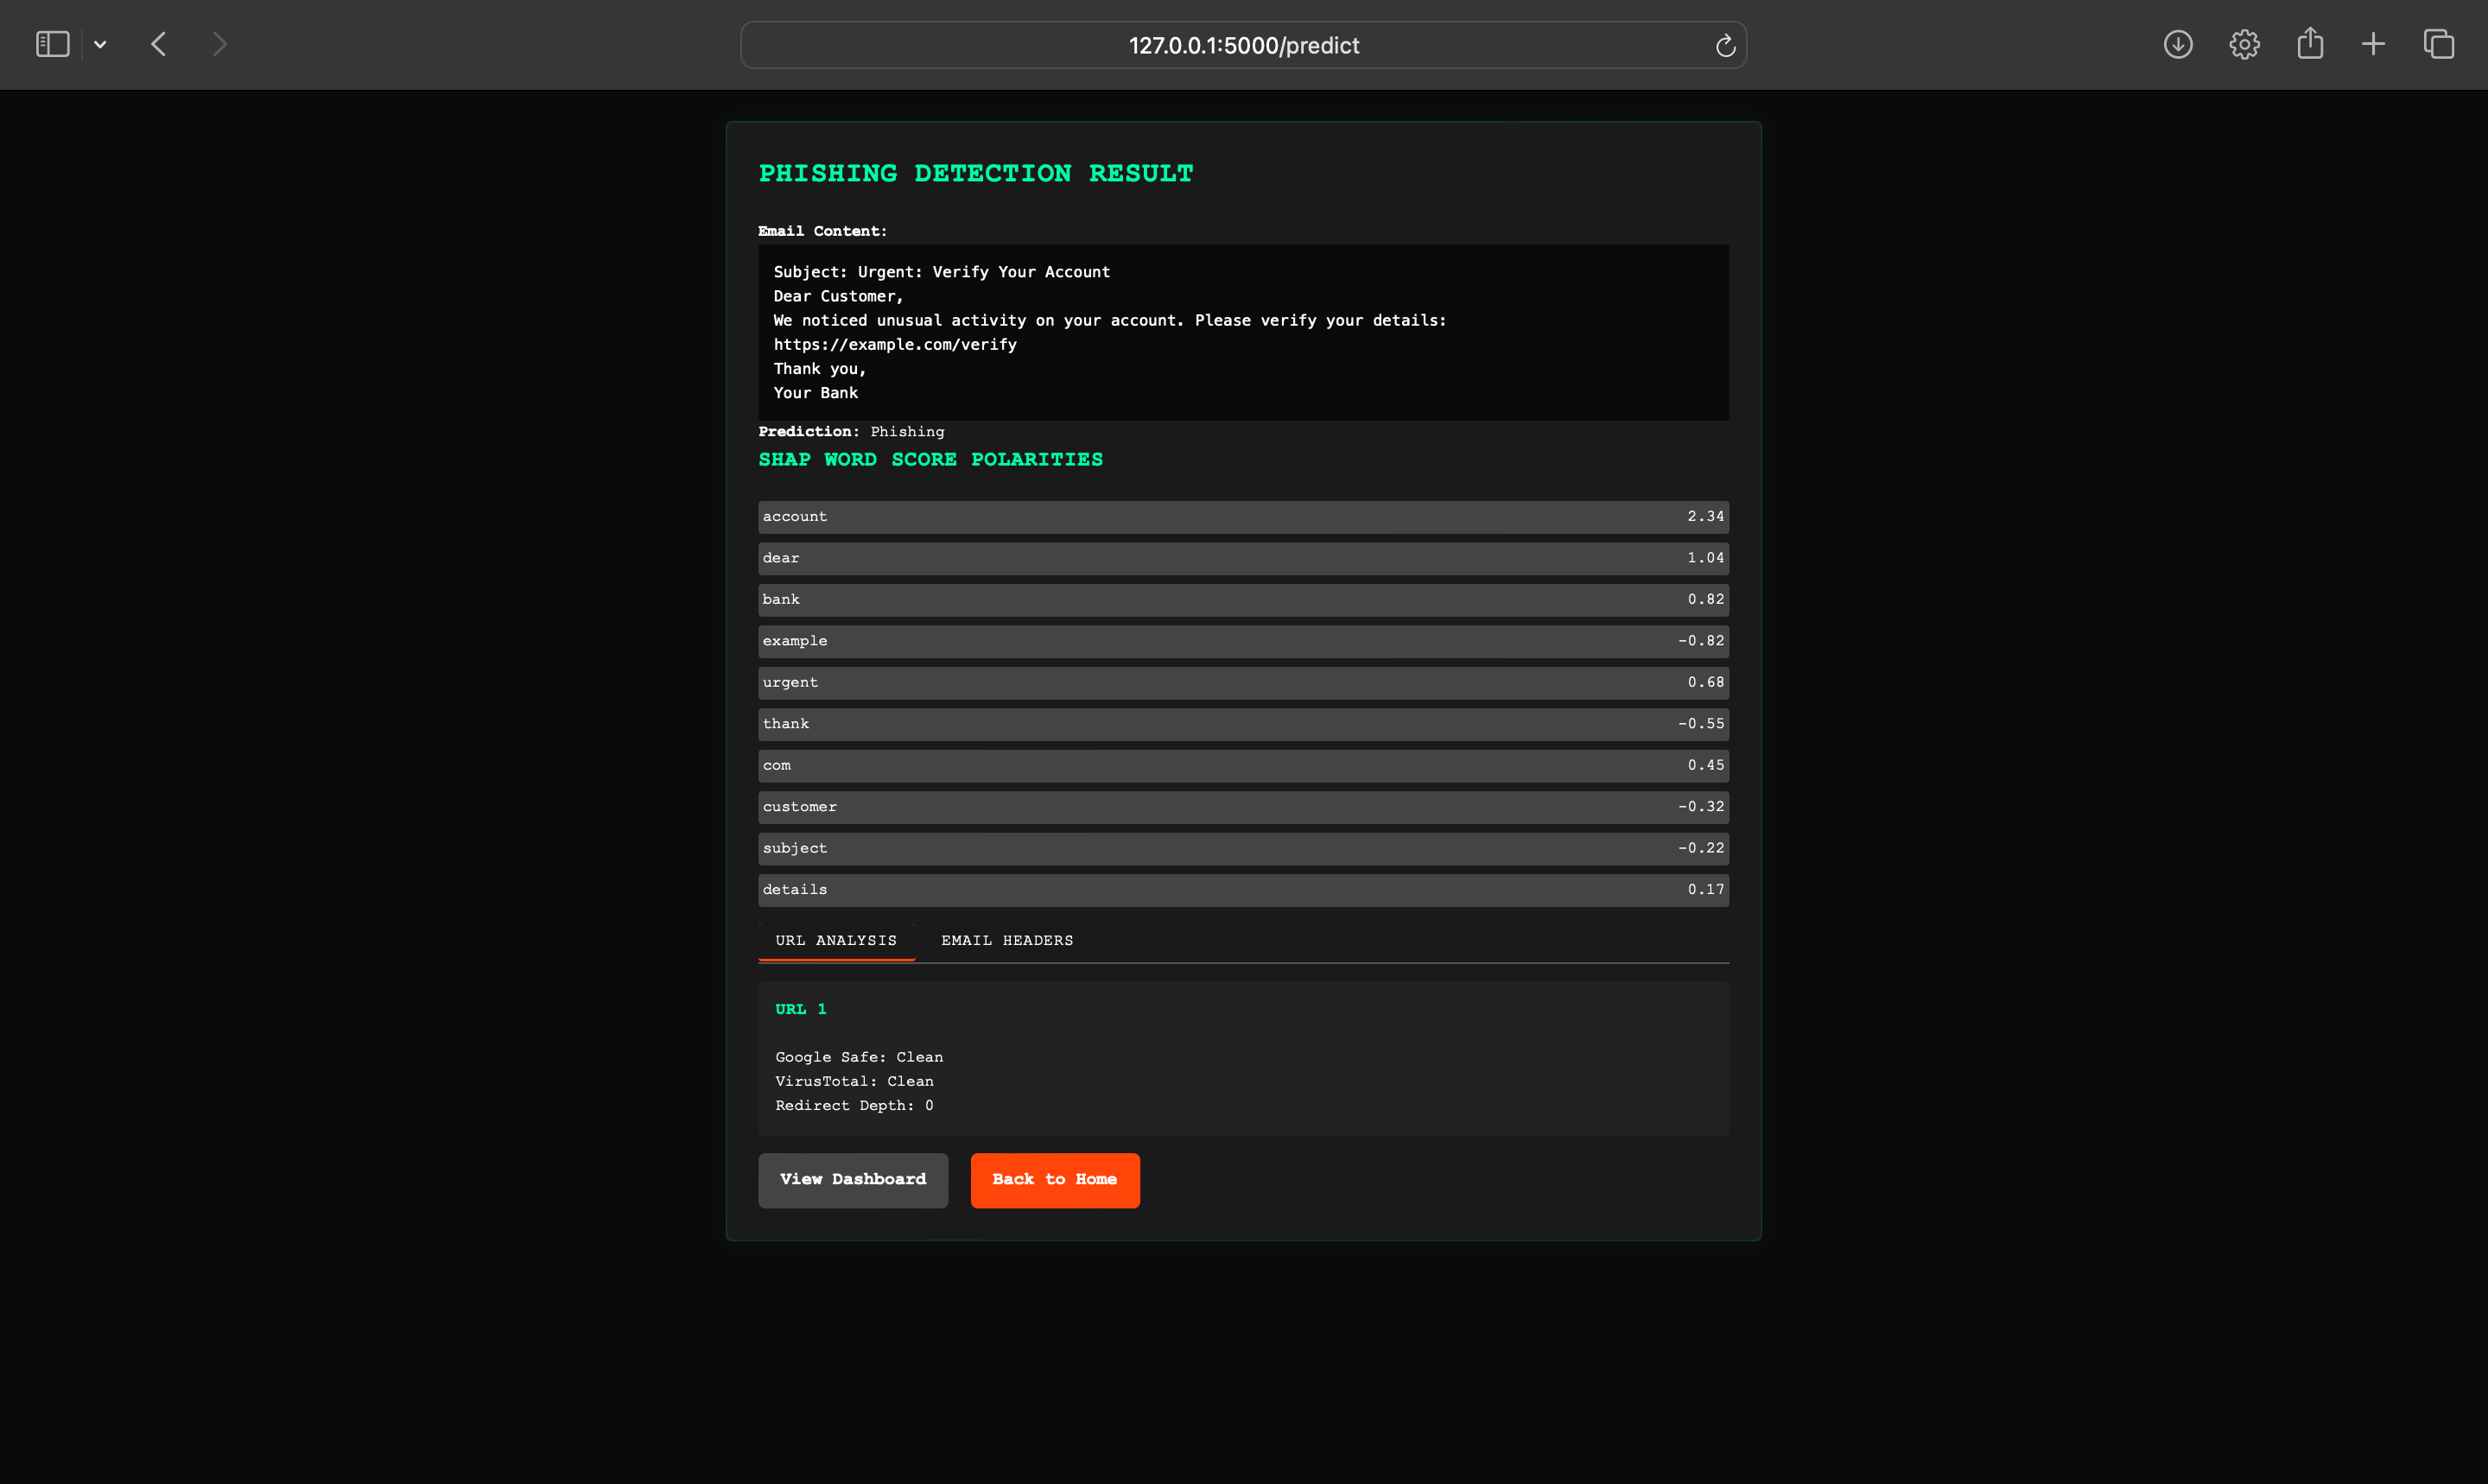 127.0.0.1:5000/predict
PHISHING DETECTION RESULT
Email Content:
Subject: Urgent: Verify Your Account
Dear Customer,
We noticed unusual activity on your account. Please verify your details:
https://example.com/verify
Thank you,
Your Bank
Prediction: Phishing
SHAP WORD SCORE POLARITIES
account 2.34
dear 1.04
bank 0.82
example -0.82
urgent 0.68
thank -0.55
com 0.45
customer -0.32
subject -0.22
details 0.17
URL ANALYSIS EMAIL HEADERS
URL 1
Google Safe: Clean
VirusTotal: Clean
Redirect Depth: 0
View Dashboard Back to Home